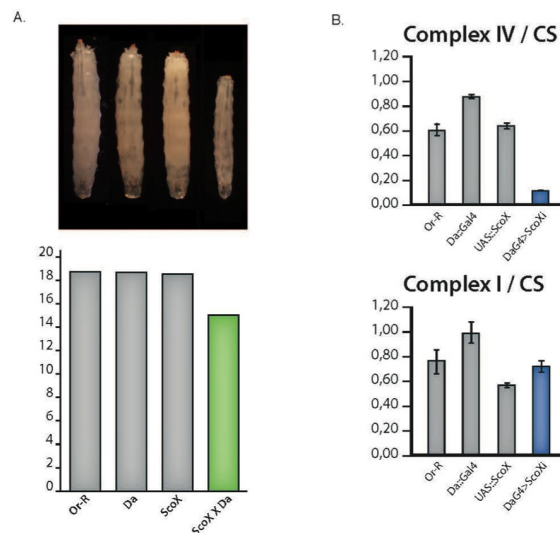 A.
20
18
16
14
12
10
8
6
4
2
0
Or-R
Da
ScoX
ScoX X Da
B.
Complex IV / CS
1,20
1,00
0,80
0,60
0,40
0,20
0,00
Or-R
Da::Gal4
UAS::ScoX
DaG4>ScoXi
Complex I / CS
1,20
1,00
0,80
0,60
0,40
0,20
0,00
Or-R
Da::Gal4
UAS::ScoX
DaG4>ScoXi